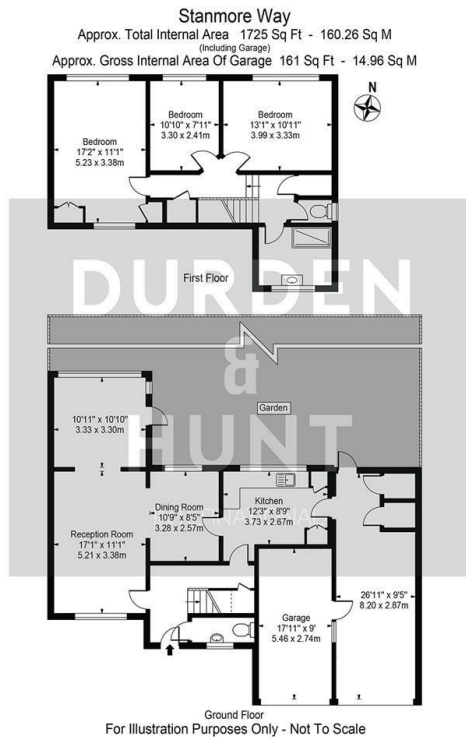 Stanmore Way
Approx. Total Internal Area 1725 Sq Ft - 160.26 Sq M
(Including Garage)
Approx. Gross Internal Area Of Garage 161 Sq Ft - 14.96 Sq M
N
Bedroom
17'2" x 11'1"
5.23 x 3.38m
Bedroom
10'10" x 7'11"
3.30 x 2.41m
Bedroom
13'1" x 10'11"
3.99 x 3.33m
First Floor
DURDEN
&
HUNT
Garden
10'11" x 10'10"
3.33 x 3.30m
Reception Room
17'1" x 11'1"
5.21 x 3.38m
Dining Room
10'9" x 8'5"
3.28 x 2.57m
Kitchen
12'3" x 8'9"
3.73 x 2.67m
Garage
17'11" x 9'
5.46 x 2.74m
26'11" x 9'5"
8.20 x 2.87m
Ground Floor
For Illustration Purposes Only - Not To Scale